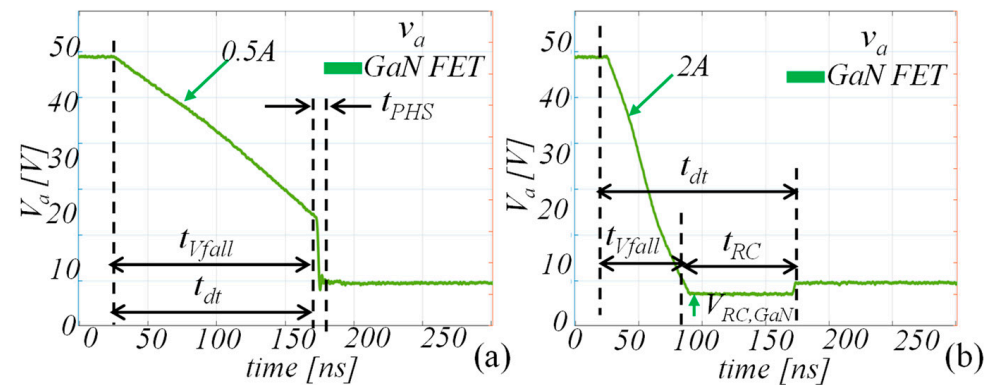 v_a
50
0.5A
GaN FET
40
t_PHS
30
V_a [V]
20
t_Vfall
10
t_dt
0
0 50 100 150 200 250
time [ns]
(a)
v_a
50
2A
GaN FET
40
30
t_dt
V_a [V]
20
t_Vfall
t_RC
10
V_RC,GaN
0
0 50 100 150 200 250
time [ns]
(b)